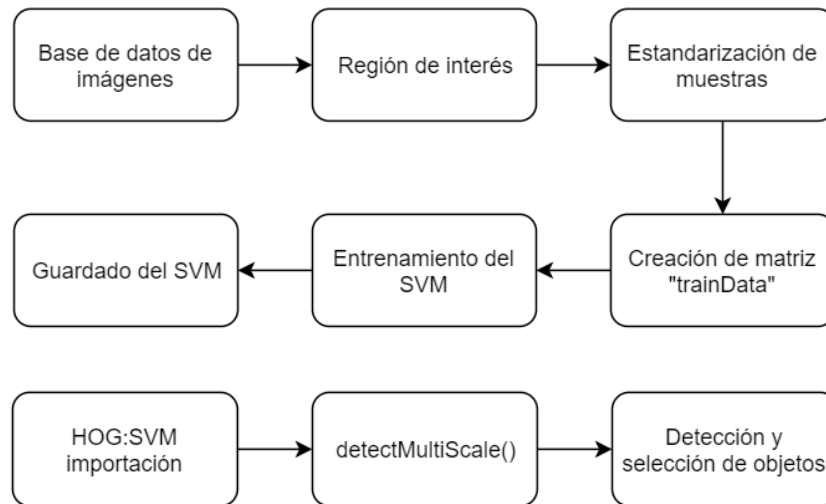 Base de datos de
imágenes
Región de interés
Estandarización de
muestras
Guardado del SVM
Entrenamiento del
SVM
Creación de matriz
"trainData"
HOG:SVM
importación
detectMultiScale()
Detección y
selección de objetos